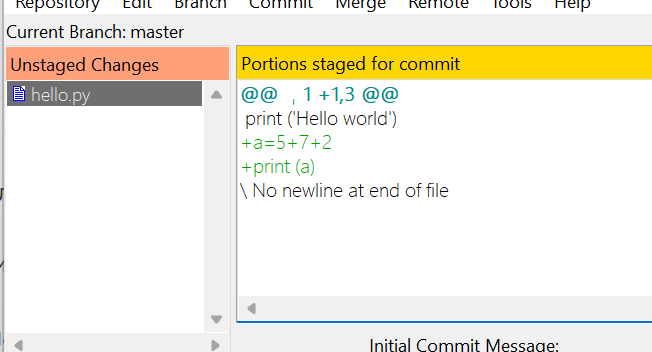 Repository Edit Branch Commit Merge Remote Tools Help
Current Branch: master
Unstaged Changes
hello.py
Portions staged for commit
@@ , 1 +1,3 @@
print ('Hello world')
+a=5+7+2
+print (a)
\ No newline at end of file
Initial Commit Message: